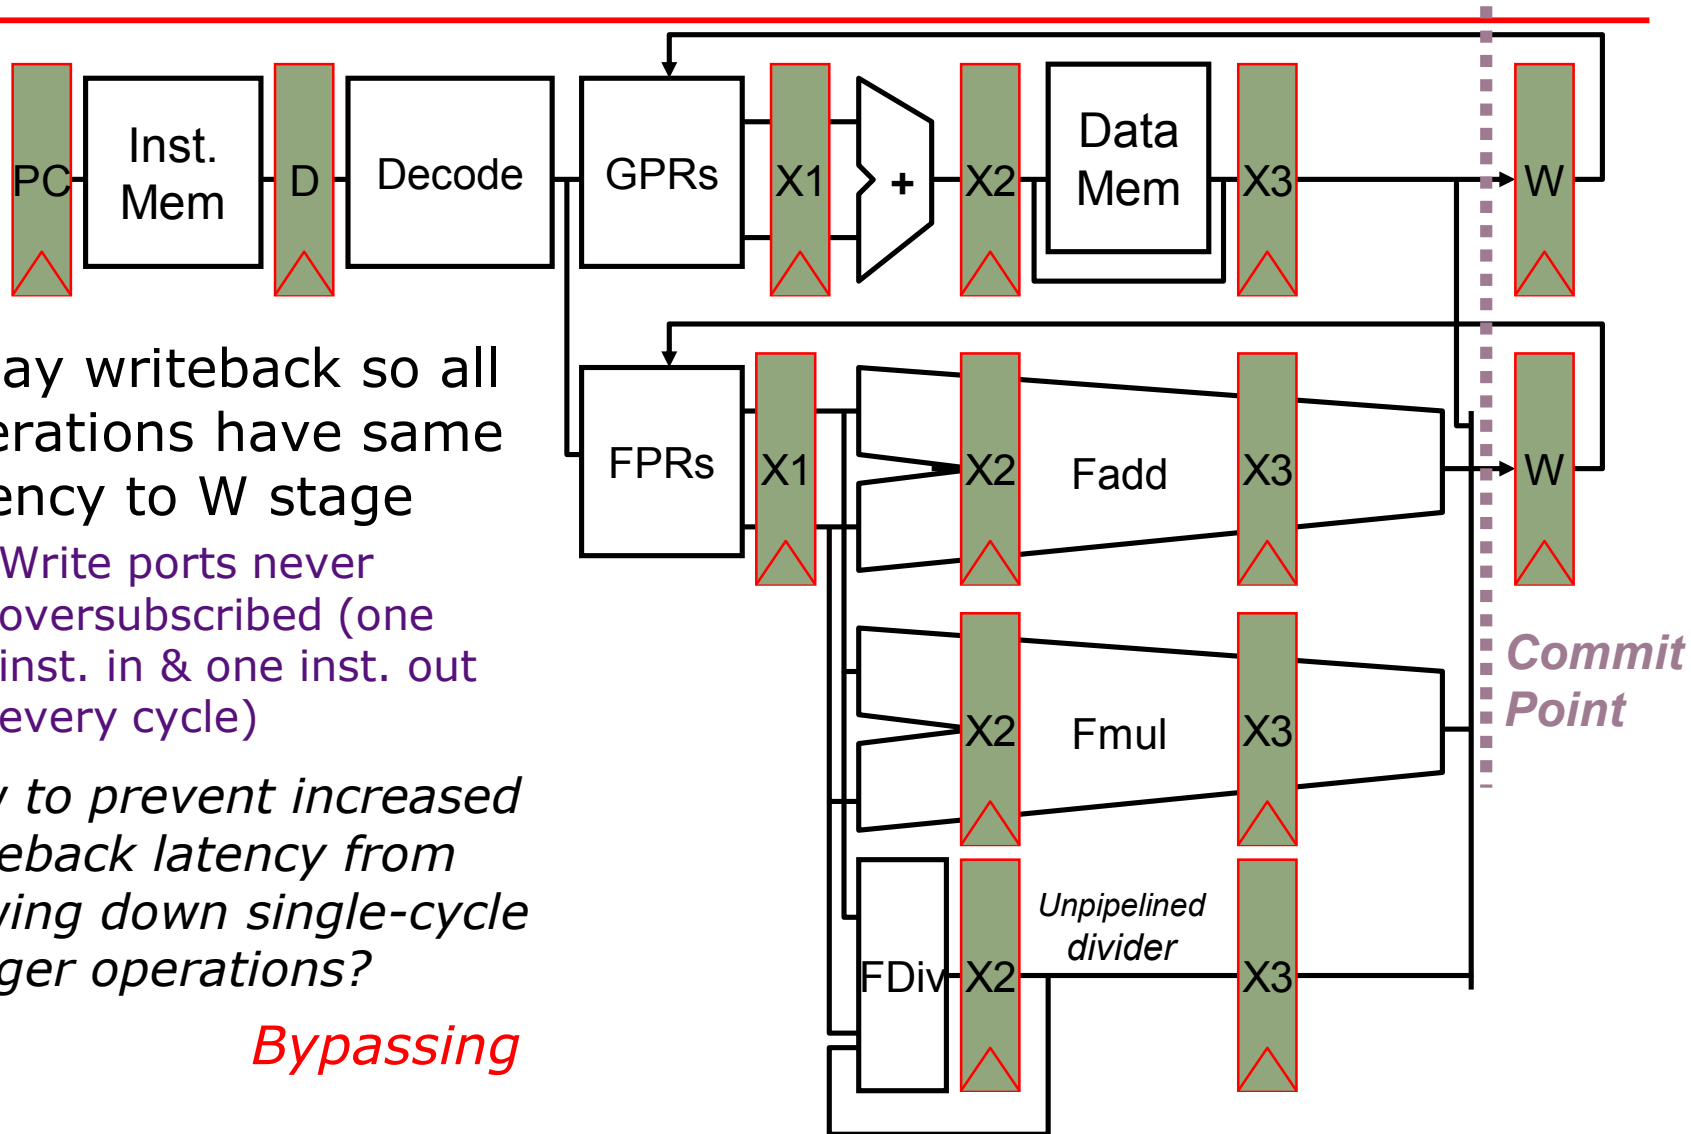 PC
Inst.
Mem
D
Decode
GPRs
X1
+
X2
Data
Mem
X3
W
ay writeback so all
erations have same
ency to W stage
Write ports never
oversubscribed (one
inst. in & one inst. out
every cycle)
to prevent increased
eback latency from
ing down single-cycle
ger operations?
Bypassing
FPRs
X1
X2
Fadd
X3
W
X2
Fmul
X3
Commit
Point
FDiv
X2
Unpipelined
divider
X3